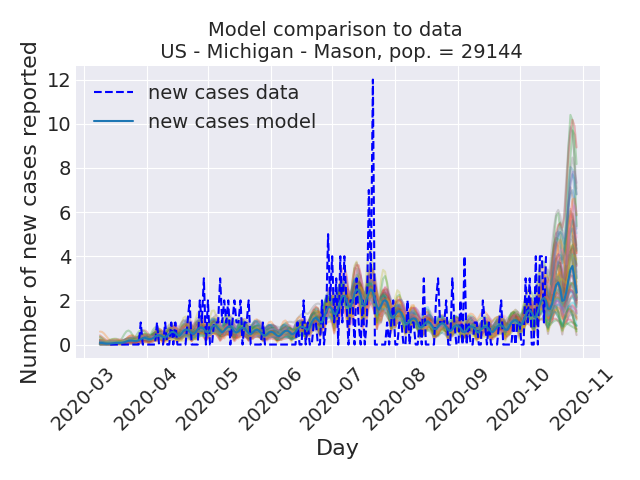 Model comparison to data
US - Michigan - Mason, pop. = 29144
Number of new cases reported
12
10
8
6
4
2
0
new cases data
new cases model
2020-03
2020-04
2020-05
2020-06
2020-07
2020-08
2020-09
2020-10
2020-11
Day